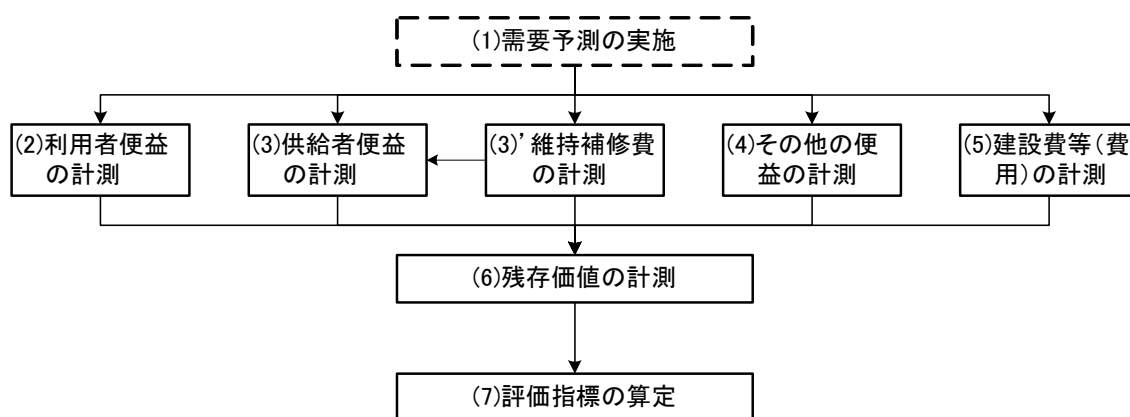 (1)需要予測の実施
(2)利用者便益
の計測
(3)供給者便益
の計測
(3)’維持補修費
の計測
(4)その他の便
益の計測
(5)建設費等(費
用)の計測
(6)残存価値の計測
(7)評価指標の算定